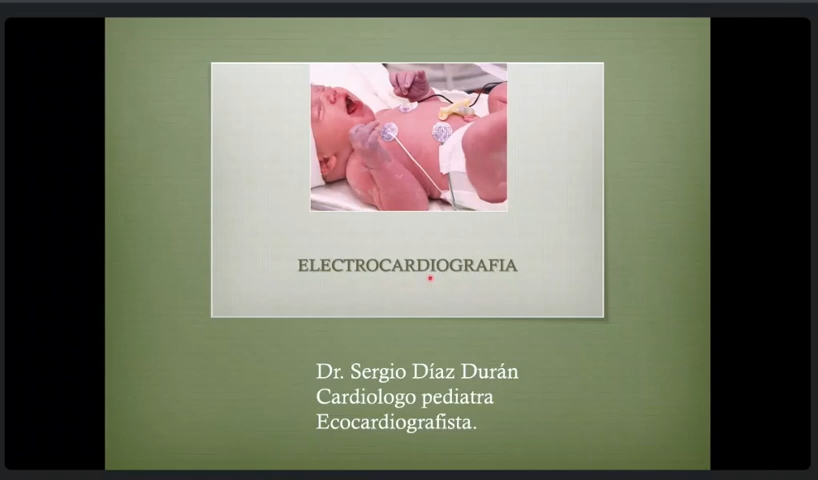 ELECTROCARDIOGRAFIA
Dr. Sergio Díaz Durán
Cardiologo pediatra
Ecocardiografista.